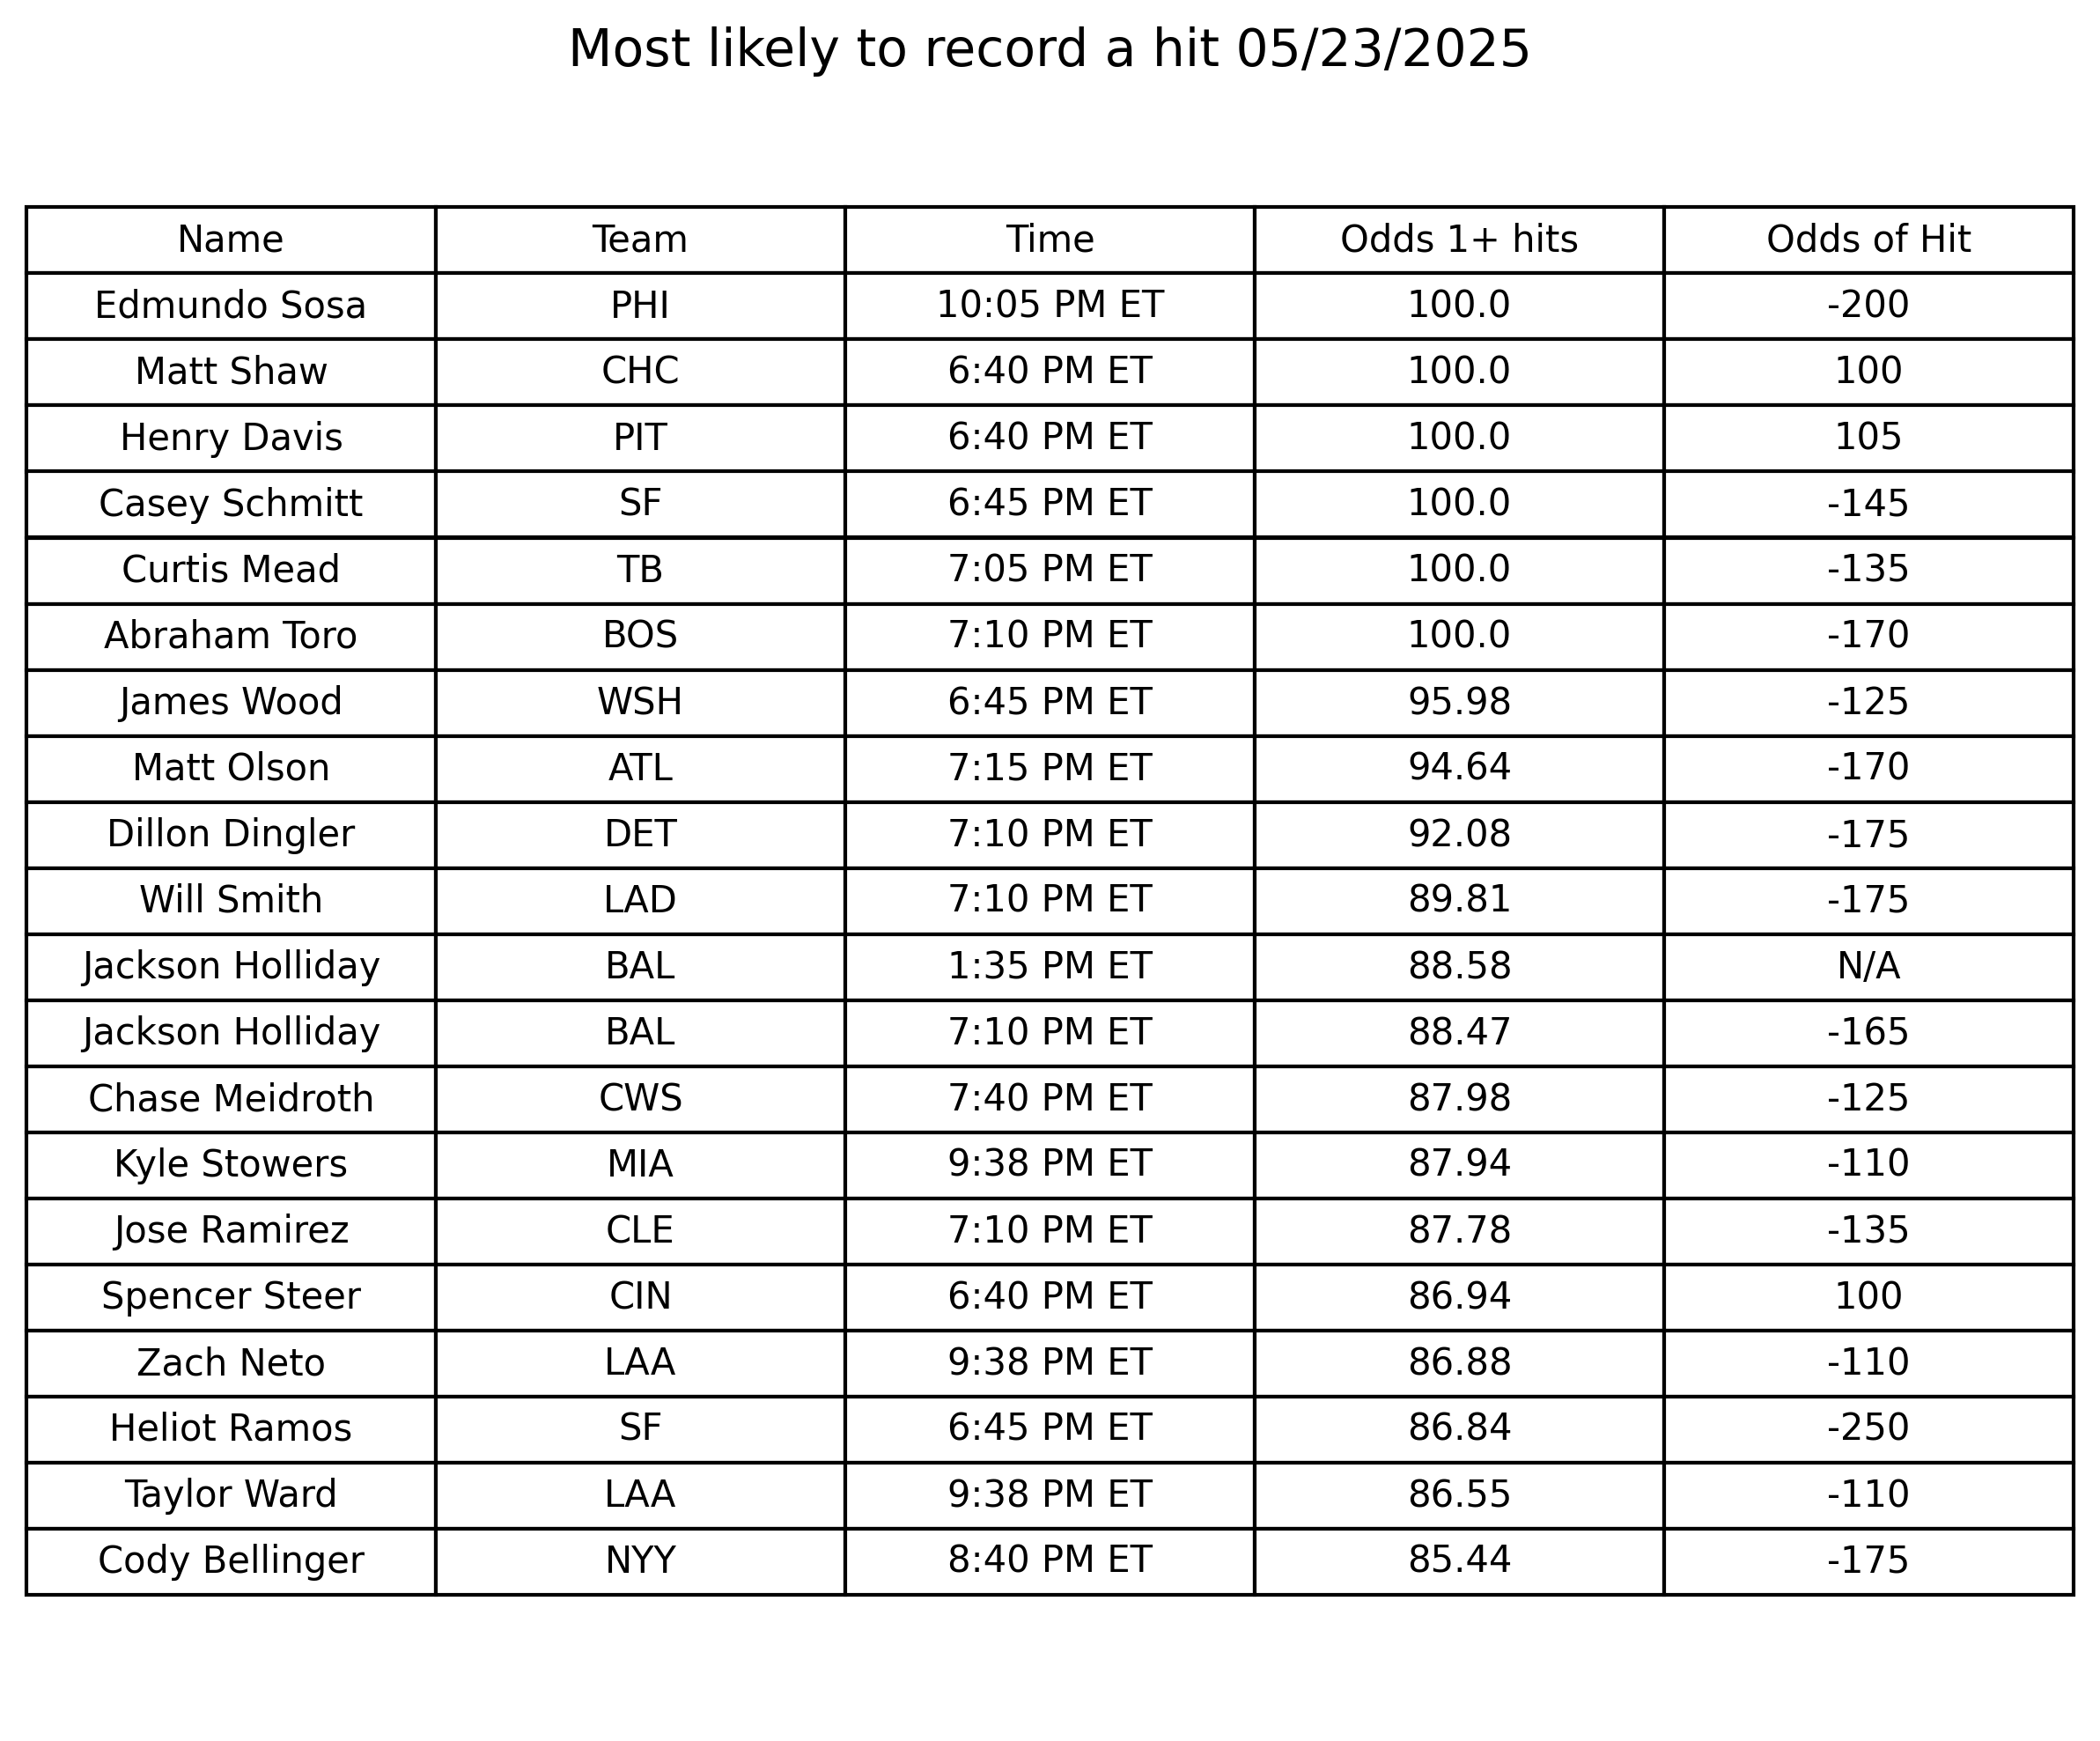 Most likely to record a hit 05/23/2025
Name Team Time Odds 1+ hits Odds of Hit
Edmundo Sosa PHI 10:05 PM ET 100.0 -200
Matt Shaw CHC 6:40 PM ET 100.0 100
Henry Davis PIT 6:40 PM ET 100.0 105
Casey Schmitt SF 6:45 PM ET 100.0 -145
Curtis Mead TB 7:05 PM ET 100.0 -135
Abraham Toro BOS 7:10 PM ET 100.0 -170
James Wood WSH 6:45 PM ET 95.98 -125
Matt Olson ATL 7:15 PM ET 94.64 -170
Dillon Dingler DET 7:10 PM ET 92.08 -175
Will Smith LAD 7:10 PM ET 89.81 -175
Jackson Holliday BAL 1:35 PM ET 88.58 N/A
Jackson Holliday BAL 7:10 PM ET 88.47 -165
Chase Meidroth CWS 7:40 PM ET 87.98 -125
Kyle Stowers MIA 9:38 PM ET 87.94 -110
Jose Ramirez CLE 7:10 PM ET 87.78 -135
Spencer Steer CIN 6:40 PM ET 86.94 100
Zach Neto LAA 9:38 PM ET 86.88 -110
Heliot Ramos SF 6:45 PM ET 86.84 -250
Taylor Ward LAA 9:38 PM ET 86.55 -110
Cody Bellinger NYY 8:40 PM ET 85.44 -175